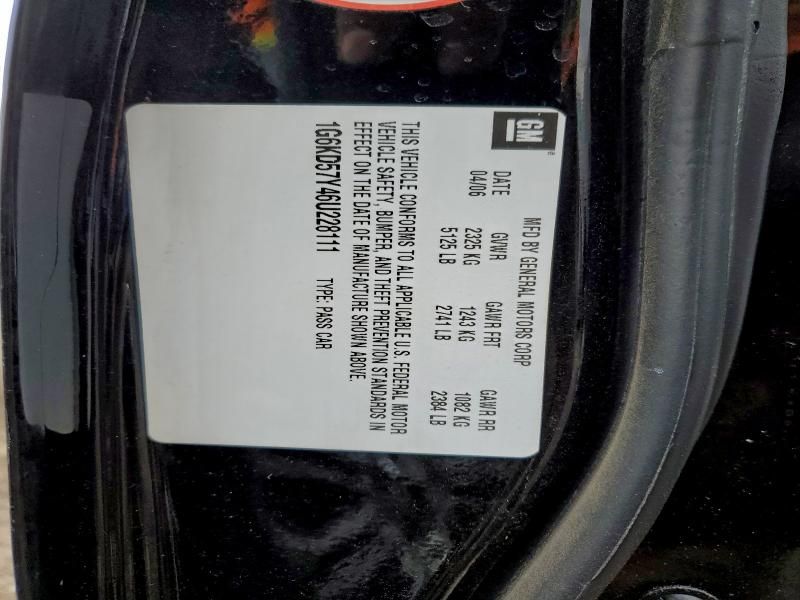 GM
MFD BY GENERAL MOTORS CORP
DATE GVWR GAWR FRT GAWR RR
04/06 2325 KG 1243 KG 1082 KG
5125 LB 2741 LB 2384 LB
THIS VEHICLE CONFORMS TO ALL APPLICABLE U.S. FEDERAL MOTOR
VEHICLE SAFETY, BUMPER, AND THEFT PREVENTION STANDARDS IN
EFFECT ON THE DATE OF MANUFACTURE SHOWN ABOVE.
1G6KD57Y46U228111 TYPE: PASS CAR